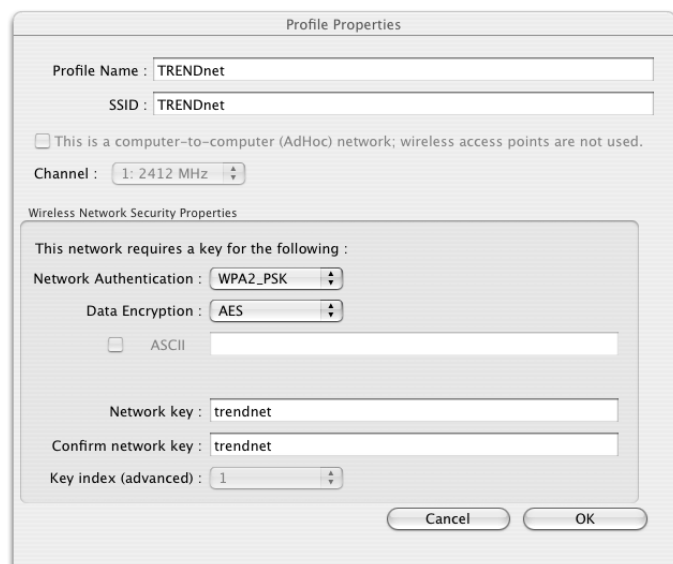 Profile Properties
Profile Name : TRENDnet
SSID : TRENDnet
This is a computer-to-computer (AdHoc) network; wireless access points are not used.
Channel : 1: 2412 MHz
Wireless Network Security Properties
This network requires a key for the following :
Network Authentication : WPA2_PSK
Data Encryption : AES
ASCII
Network key : trendnet
Confirm network key : trendnet
Key index (advanced) : 1
Cancel OK